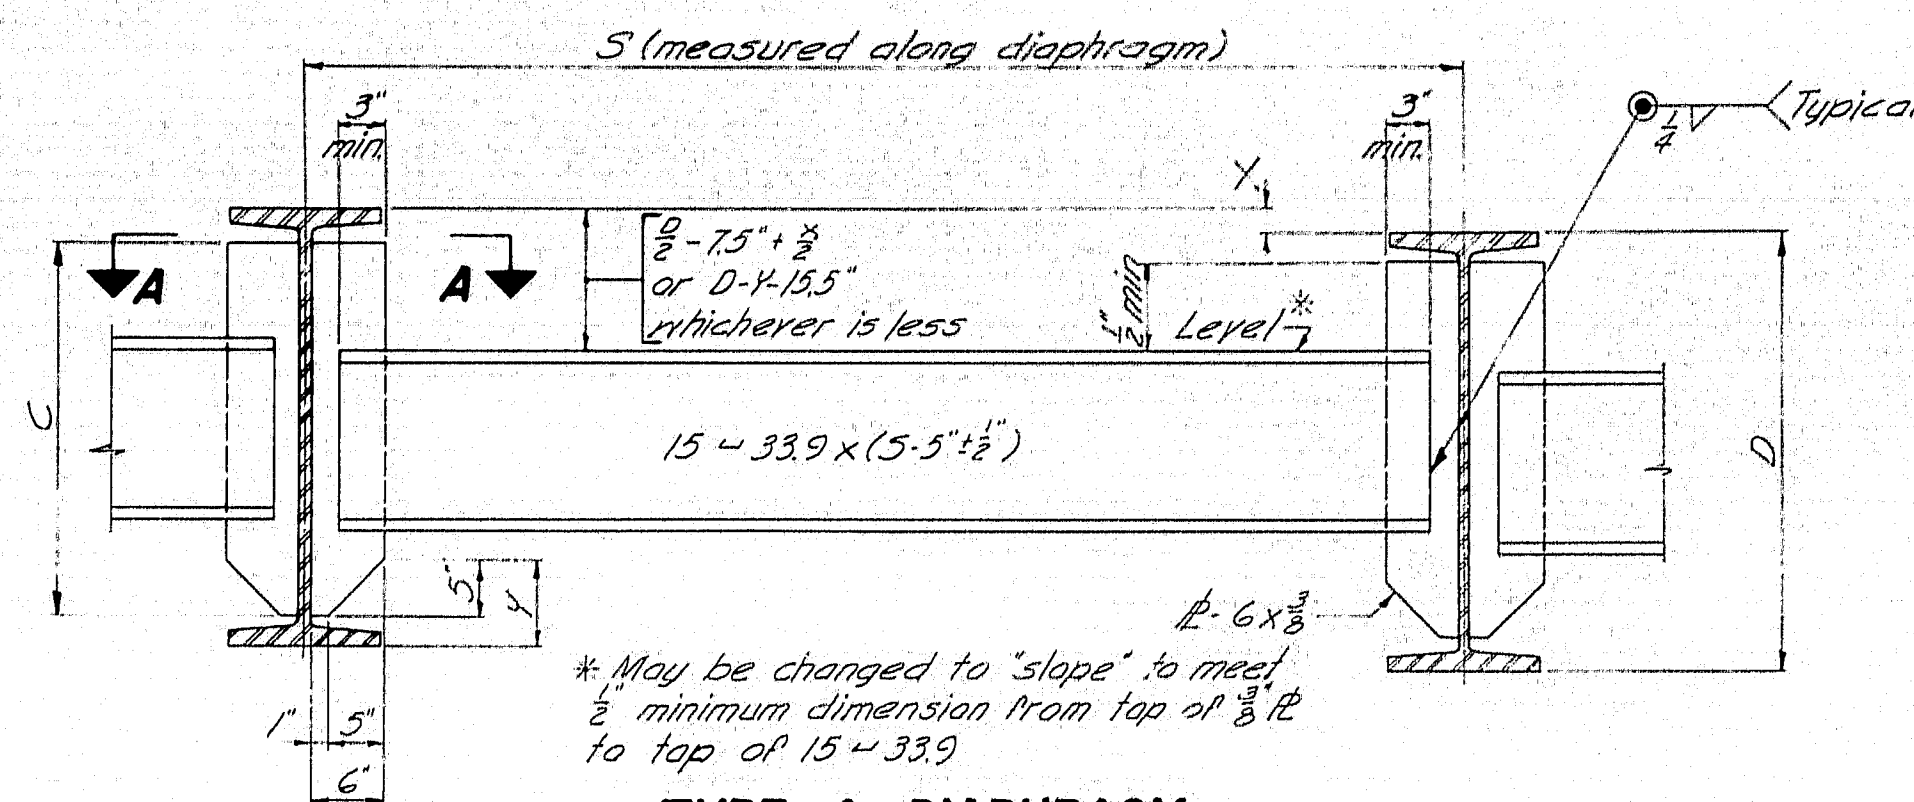 S (measured along diaphragm)
3"
min.
3"
min.
1/4
Typical
D/2 - 7.5" + x/2
or D-Y-15.5"
whichever is less
A
A
1/2" min
Level *
C
15 ⊔ 33.9 x (S-5" ± 1/2")
D
5"
Y
PL - 6 x 3/8
* May be changed to "slope" to meet
1/2" minimum dimension from top of 3/8" PL
to top of 15 ⊔ 33.9
1"
5"
6"